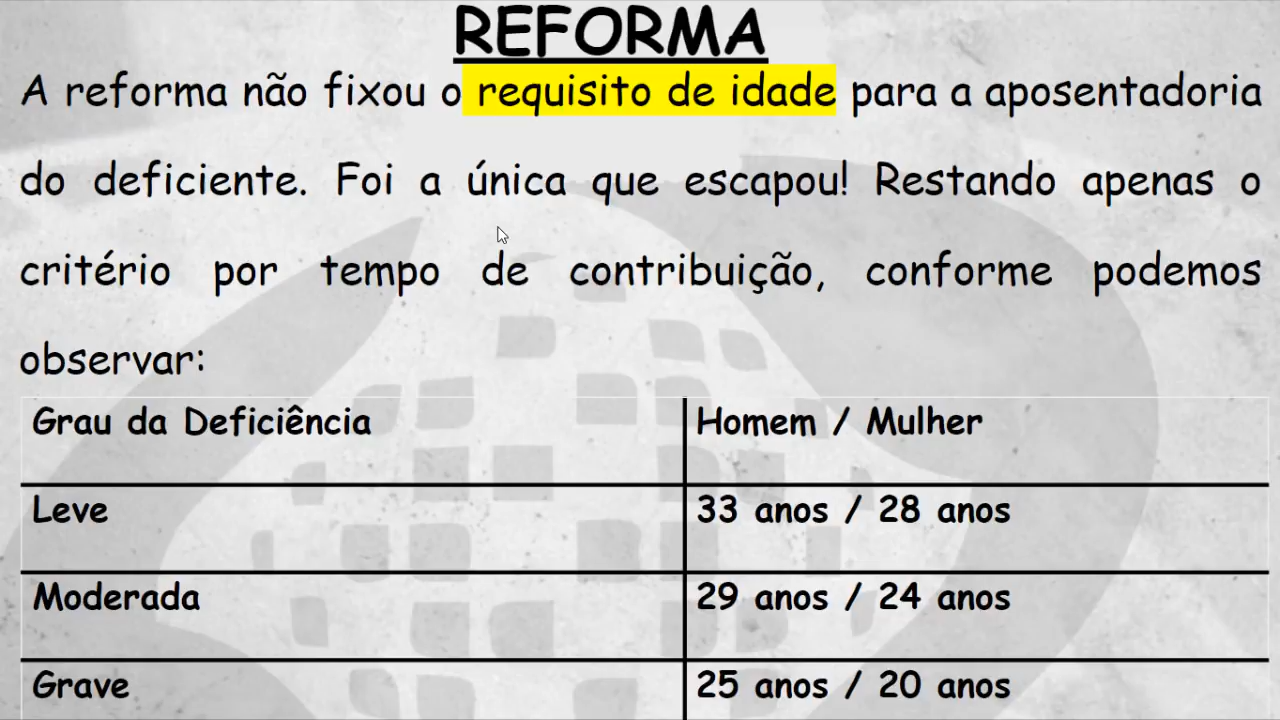 REFORMA
A reforma não fixou o requisito de idade para a aposentadoria
do deficiente. Foi a única que escapou! Restando apenas o
critério por tempo de contribuição, conforme podemos
observar:
Grau da Deficiência Homem / Mulher
Leve 33 anos / 28 anos
Moderada 29 anos / 24 anos
Grave 25 anos / 20 anos